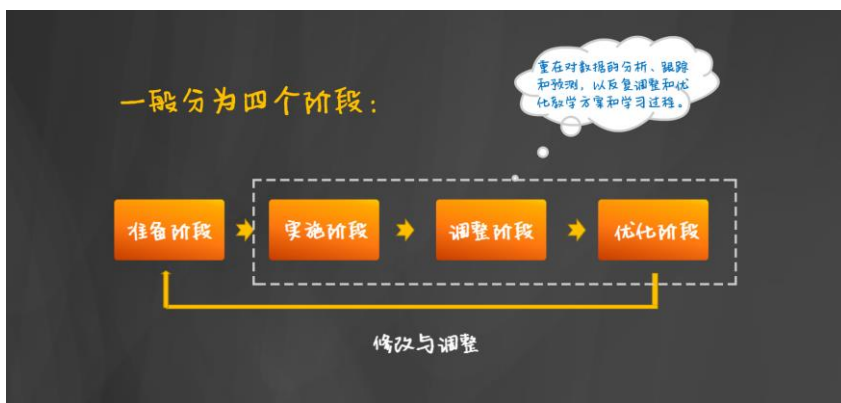 一般分为四个阶段：
重在对数据的分析、跟踪
和预测，以反复调整和优
化教学方案和学习过程。
准备阶段
实施阶段
调整阶段
优化阶段
修改与调整